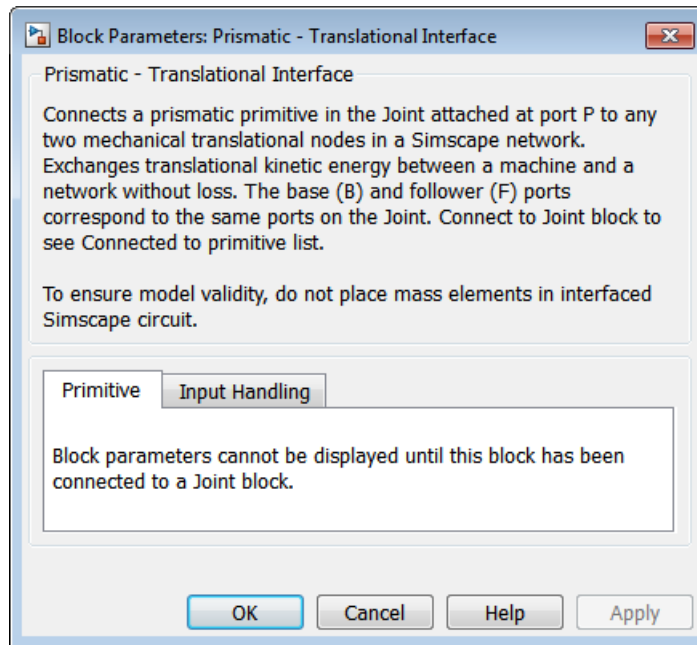 Block Parameters: Prismatic - Translational Interface
Prismatic - Translational Interface
Connects a prismatic primitive in the Joint attached at port P to any
two mechanical translational nodes in a Simscape network.
Exchanges translational kinetic energy between a machine and a
network without loss. The base (B) and follower (F) ports
correspond to the same ports on the Joint. Connect to Joint block to
see Connected to primitive list.
To ensure model validity, do not place mass elements in interfaced
Simscape circuit.
Primitive Input Handling
Block parameters cannot be displayed until this block has been
connected to a Joint block.
OK Cancel Help Apply